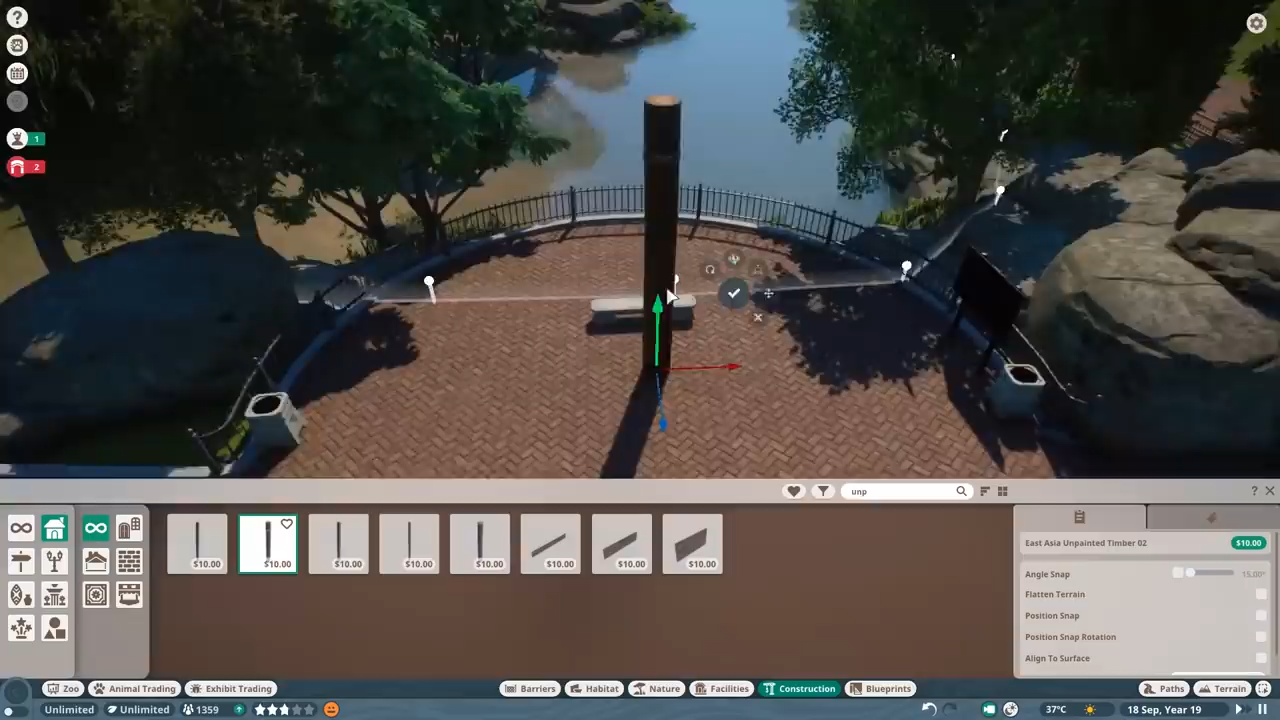 ?
1
2
unp
? ×
$10.00
$10.00
$10.00
$10.00
$10.00
$10.00
$10.00
$10.00
East Asia Unpainted Timber 02
$10.00
Angle Snap
15.00°
Flatten Terrain
Position Snap
Position Snap Rotation
Align To Surface
Zoo
Animal Trading
Exhibit Trading
Barriers
Habitat
Nature
Facilities
Construction
Blueprints
Paths
Terrain
Unlimited
Unlimited
1359
37°C
18 Sep, Year 19